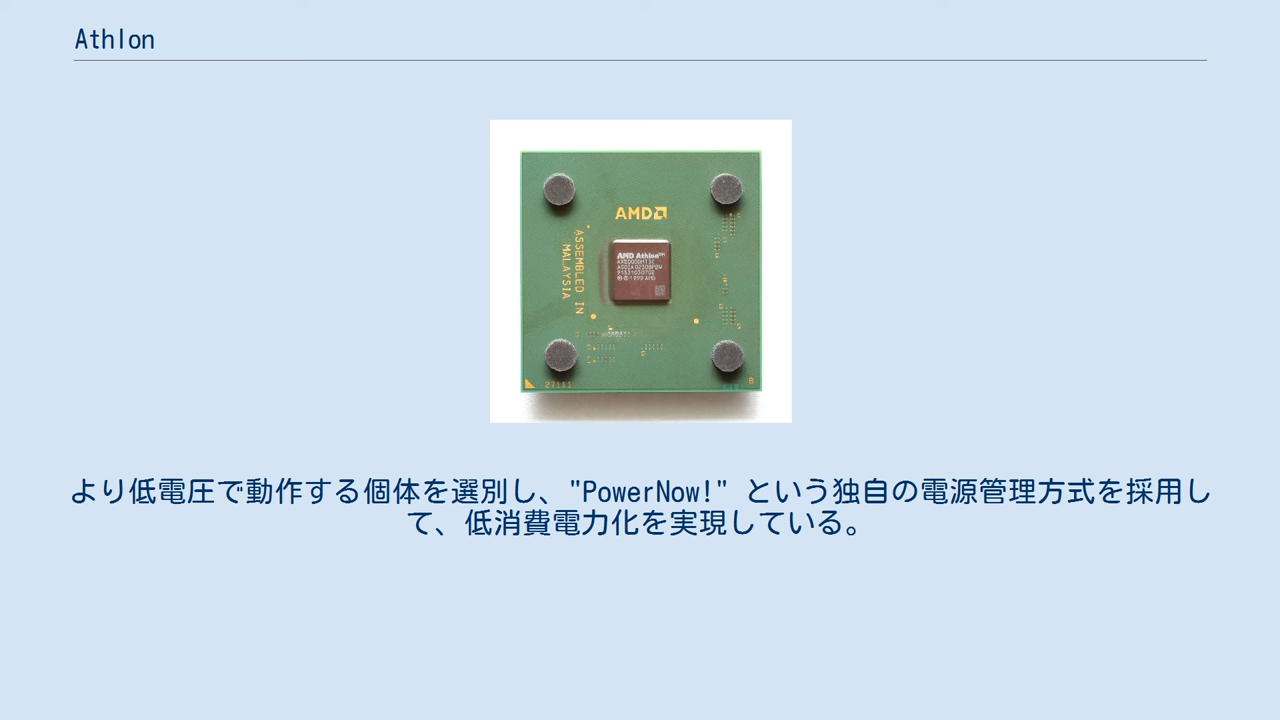 Athlon
AMD
ASSEMBLED IN
MALAYSIA
AMD Athlon™
27111
B
より低電圧で動作する個体を選別し、"PowerNow!" という独自の電源管理方式を採用し
て、低消費電力化を実現している。